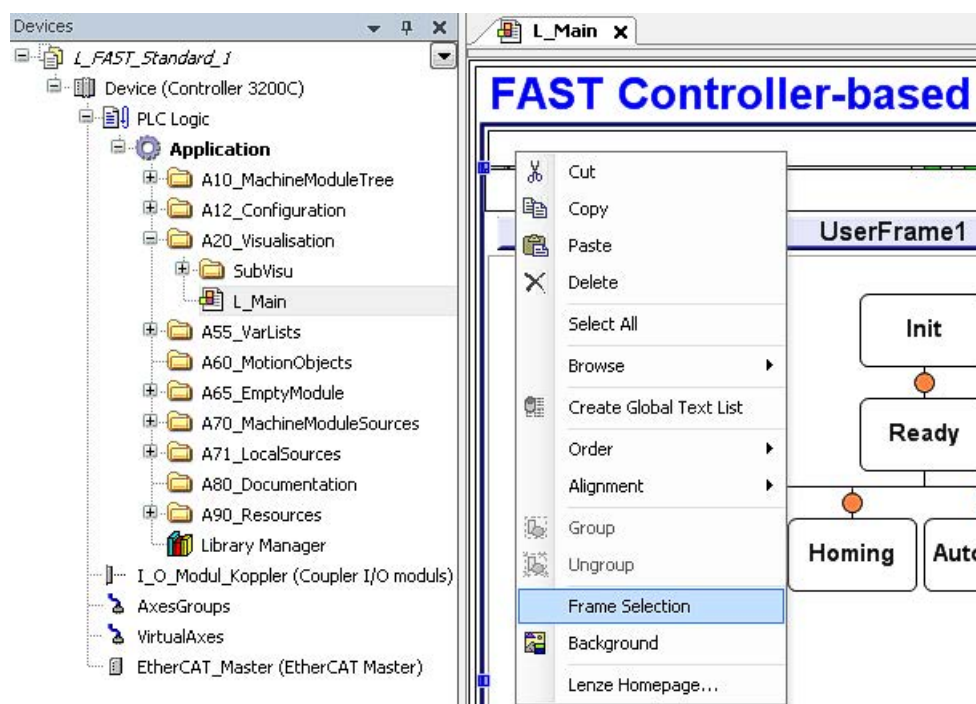 Devices
L_FAST_Standard_1
Device (Controller 3200C)
PLC Logic
Application
A10_MachineModuleTree
A12_Configuration
A20_Visualisation
SubVisu
L_Main
A55_VarLists
A60_MotionObjects
A65_EmptyModule
A70_MachineModuleSources
A71_LocalSources
A80_Documentation
A90_Resources
Library Manager
I_O_Modul_Koppler (Coupler I/O moduls)
AxesGroups
VirtualAxes
EtherCAT_Master (EtherCAT Master)
L_Main x
FAST Controller-based
Cut
Copy
Paste
Delete
Select All
Browse
Create Global Text List
Order
Alignment
Group
Ungroup
Frame Selection
Background
Lenze Homepage...
UserFrame1
Init
Ready
Homing
Auto